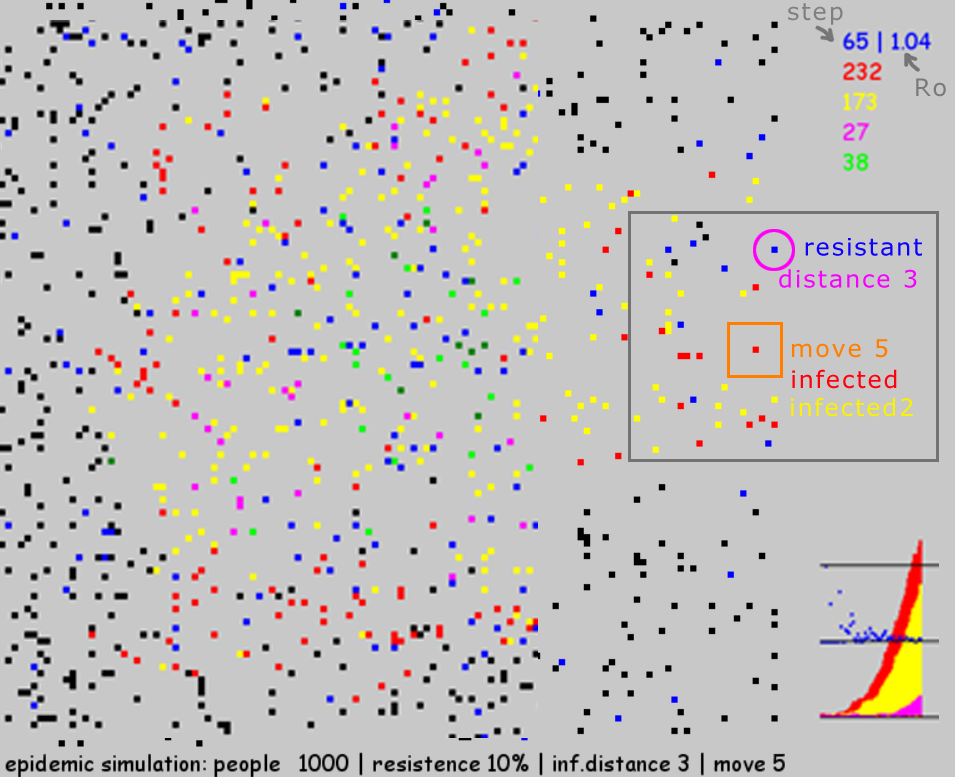 step
65 | 1.04
232
Ro
173
27
38
resistant
distance 3
move 5
infected
infected2
epidemic simulation: people 1000 | resistence 10% | inf.distance 3 | move 5